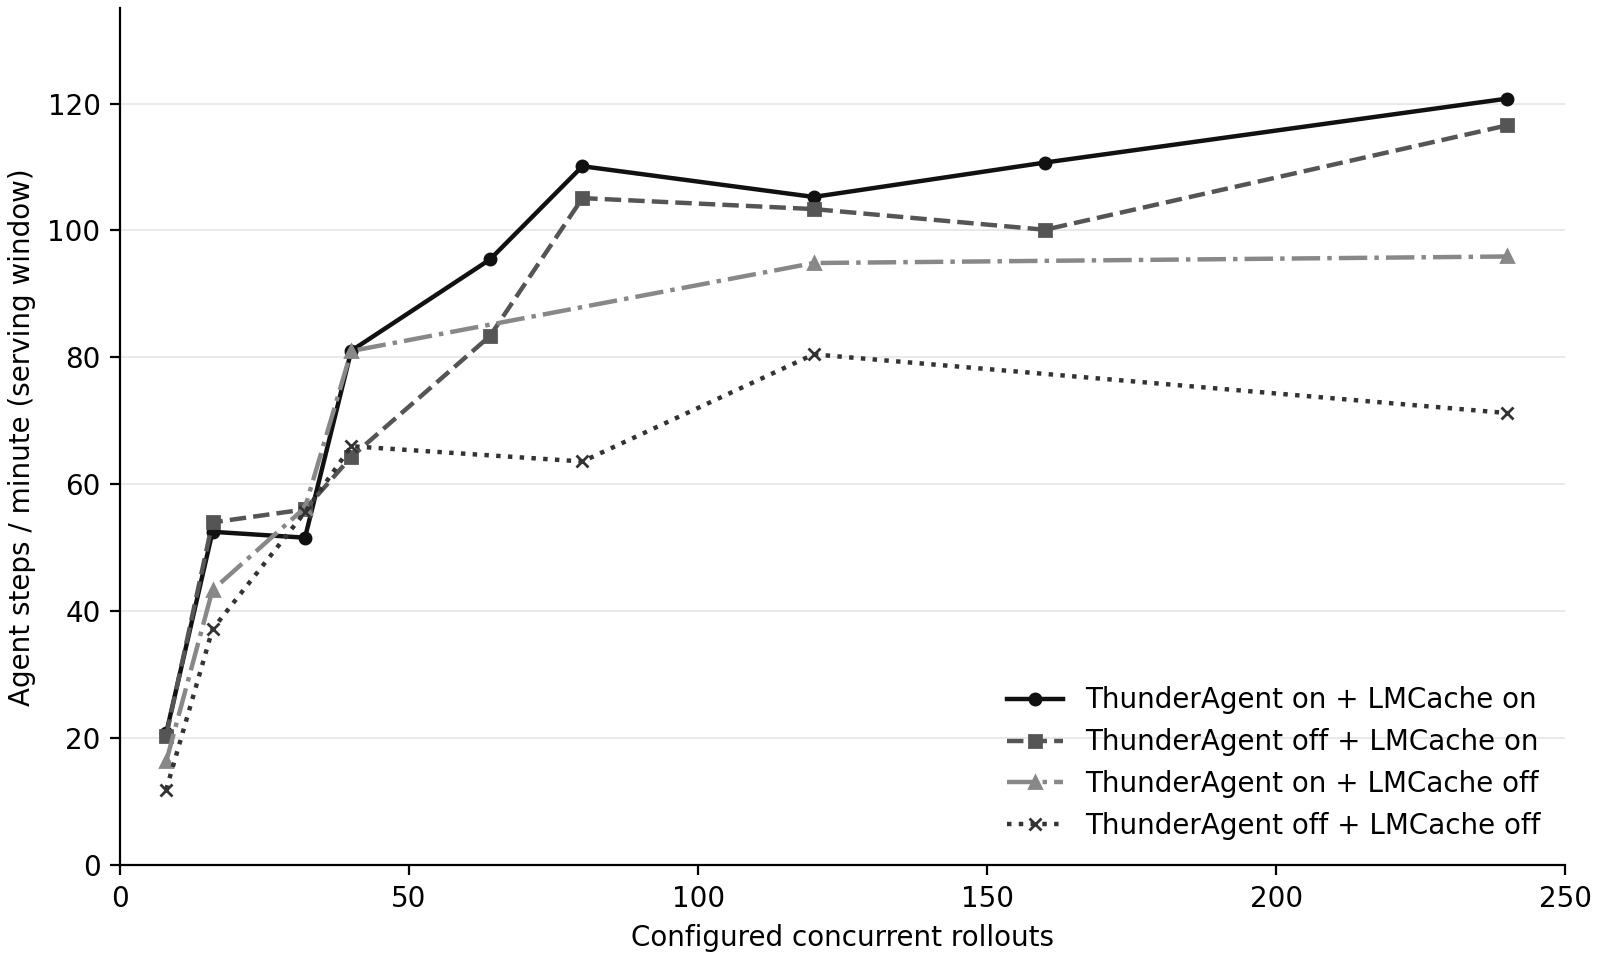 120
100
80
60
40
20
0
Agent steps / minute (serving window)
ThunderAgent on + LMCache on
ThunderAgent off + LMCache on
ThunderAgent on + LMCache off
ThunderAgent off + LMCache off
0 50 100 150 200 250
Configured concurrent rollouts